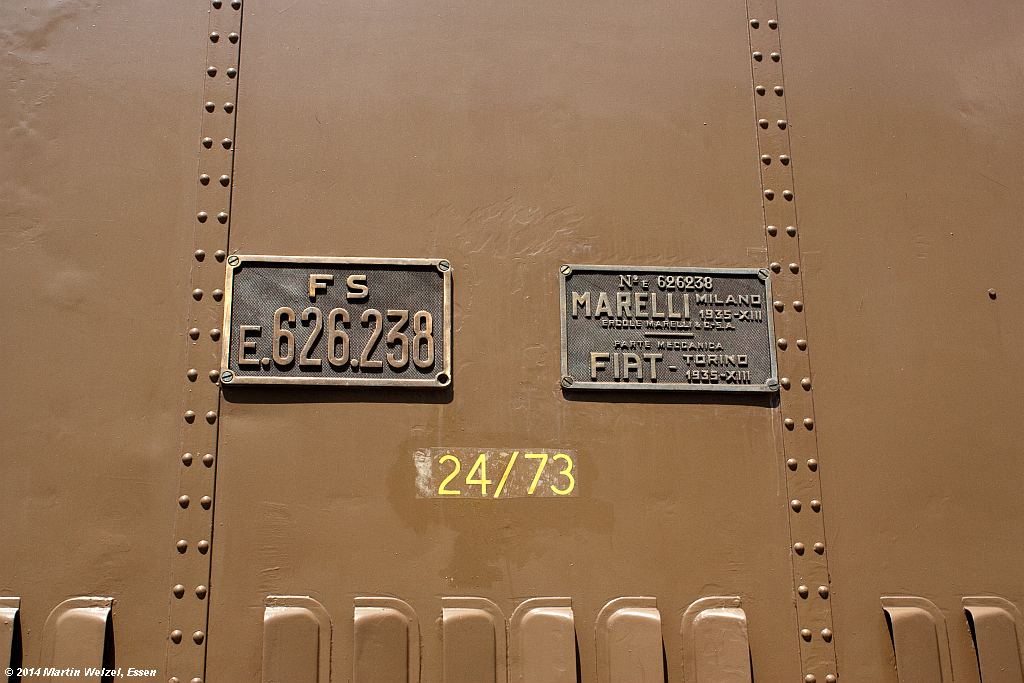 FS
E.626.238
Nº E 626238
MARELLI MILANO
1935-XIII
ERCOLE MARELLI & C-S.A.
PARTE MECCANICA
FIAT - TORINO
1935-XIII
24/73
© 2014 Martin Welzel, Essen